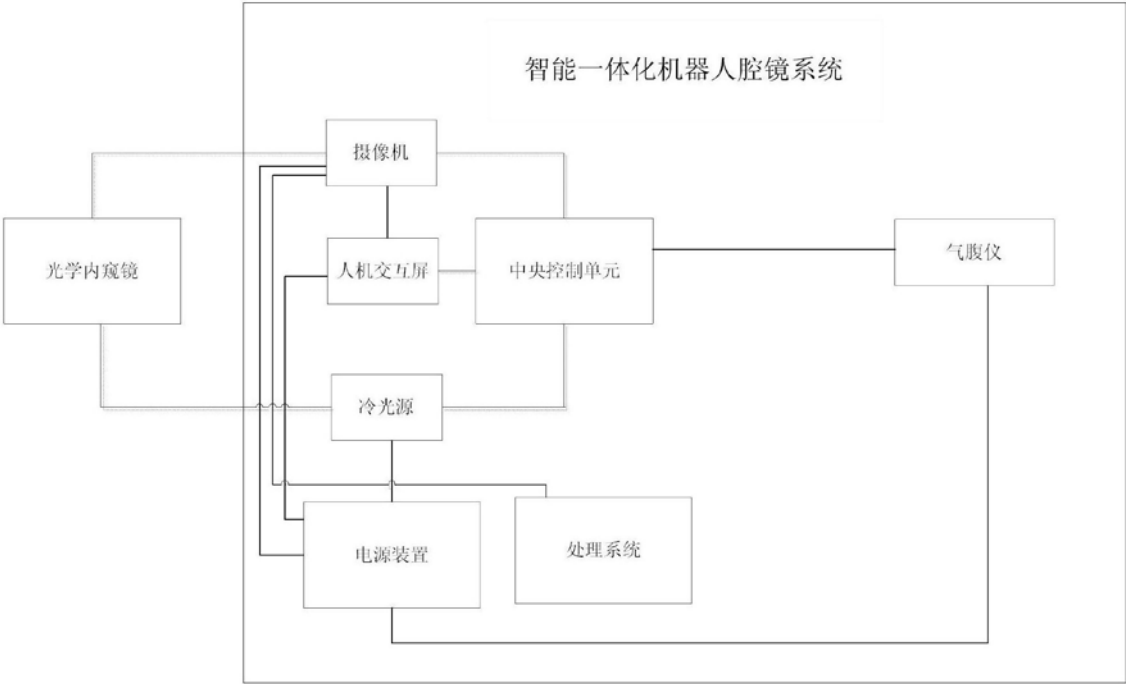 智能一体化机器人腔镜系统
摄像机
光学内窥镜
人机交互屏
中央控制单元
气腹仪
冷光源
电源装置
处理系统